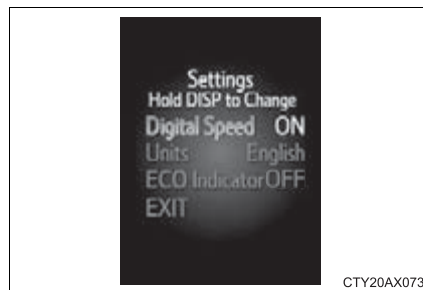 Settings
Hold DISP to Change
Digital Speed ON
Units English
ECO Indicator OFF
EXIT
CTY20AX073